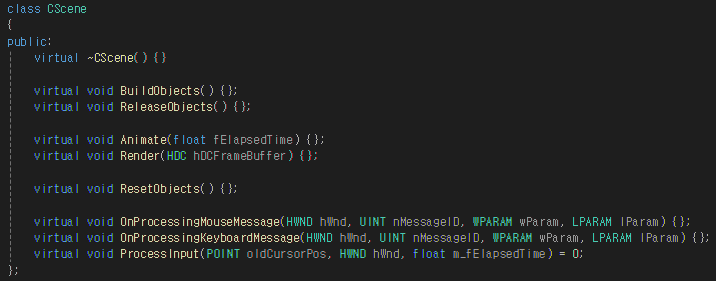 class CScene
{
public:
    virtual ~CScene() {}
    virtual void BuildObjects() {};
    virtual void ReleaseObjects() {};
    virtual void Animate(float fElapsedTime) {};
    virtual void Render(HDC hDCFrameBuffer) {};
    virtual void ResetObjects() {};
    virtual void OnProcessingMouseMessage(HWND hWnd, UINT nMessageID, WPARAM wParam, LPARAM lParam) {};
    virtual void OnProcessingKeyboardMessage(HWND hWnd, UINT nMessageID, WPARAM wParam, LPARAM lParam) {};
    virtual void ProcessInput(POINT oldCursorPos, HWND hWnd, float m_fElapsedTime) = 0;
};